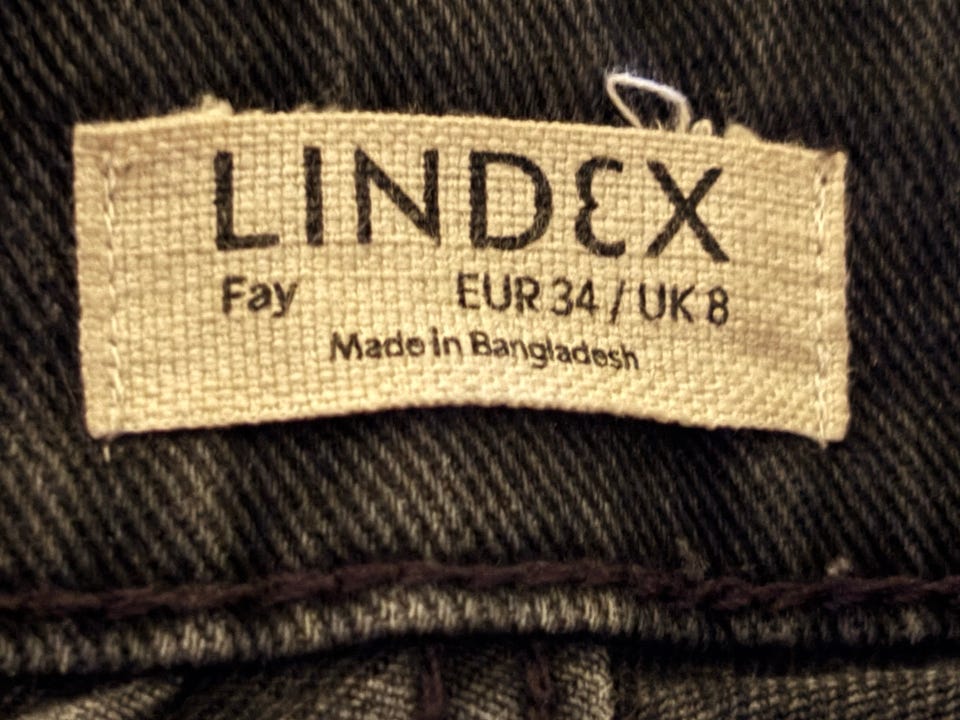 LINDEX
Fay EUR 34 / UK 8
Made in Bangladesh